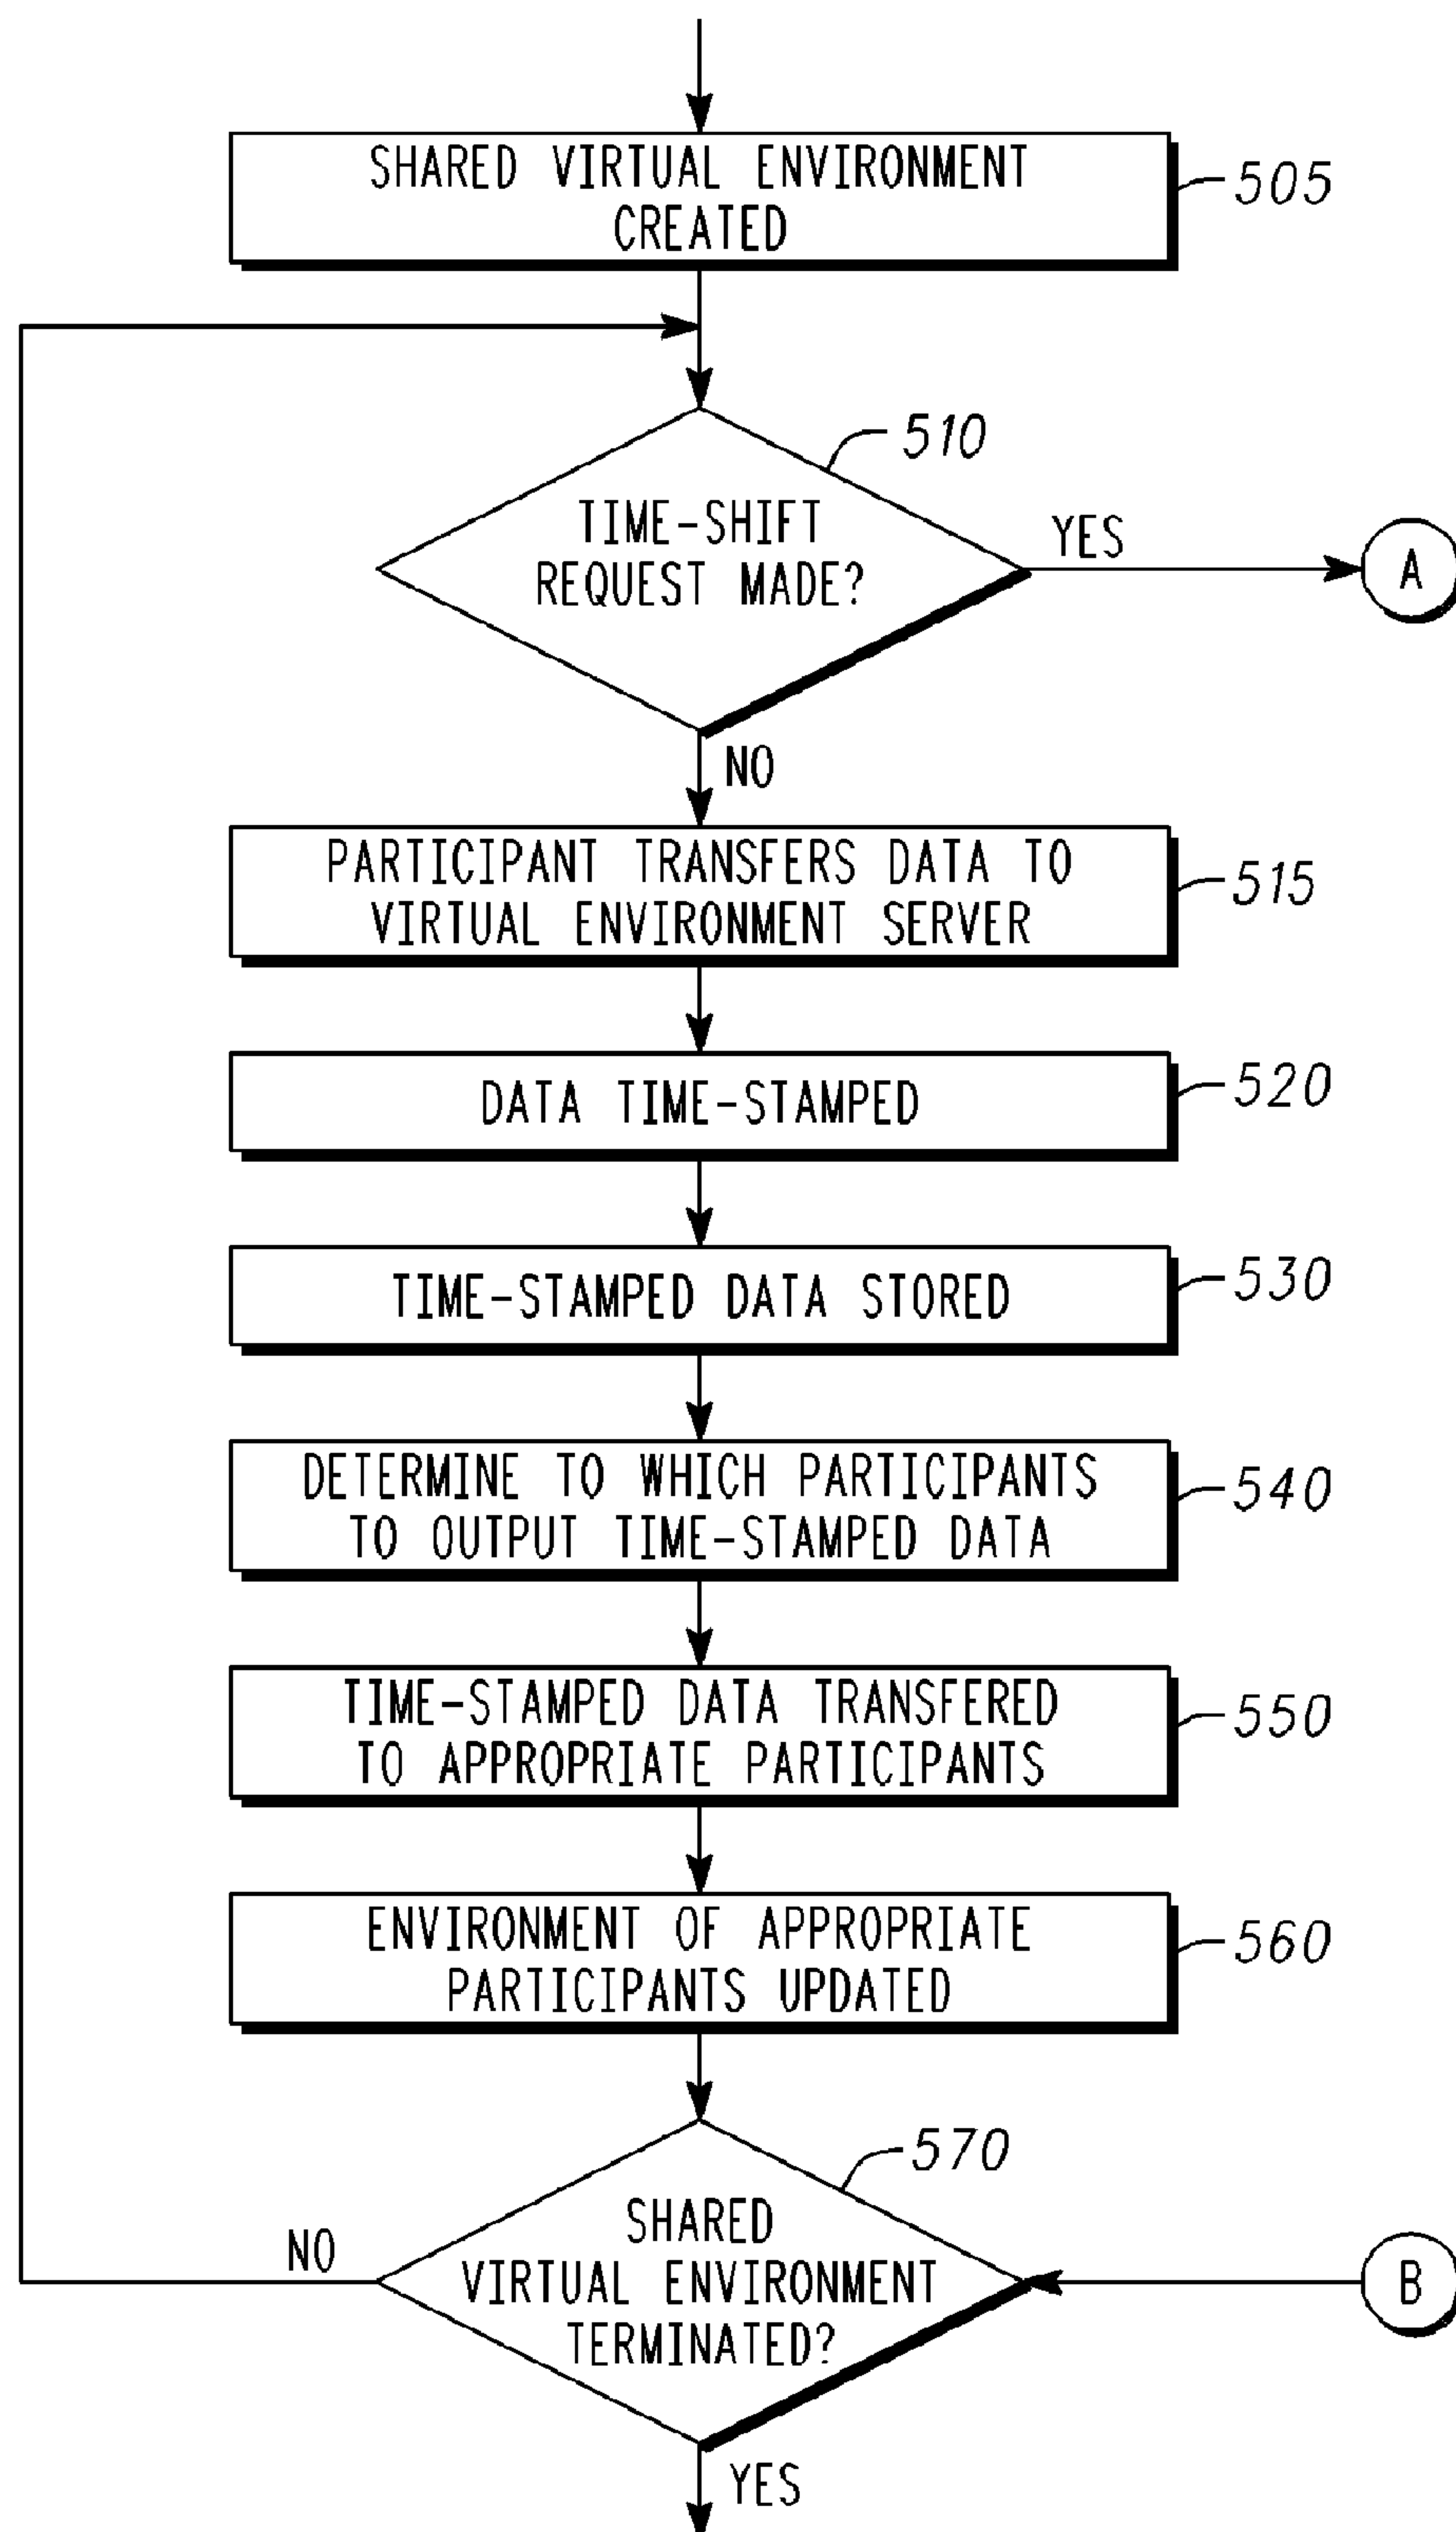 SHARED VIRTUAL ENVIRONMENT
CREATED
505
510
TIME-SHIFT
REQUEST MADE?
YES
A
NO
PARTICIPANT TRANSFERS DATA TO
VIRTUAL ENVIRONMENT SERVER
515
DATA TIME-STAMPED
520
TIME-STAMPED DATA STORED
530
DETERMINE TO WHICH PARTICIPANTS
TO OUTPUT TIME-STAMPED DATA
540
TIME-STAMPED DATA TRANSFERED
TO APPROPRIATE PARTICIPANTS
550
ENVIRONMENT OF APPROPRIATE
PARTICIPANTS UPDATED
560
570
SHARED
VIRTUAL ENVIRONMENT
TERMINATED?
NO
B
YES